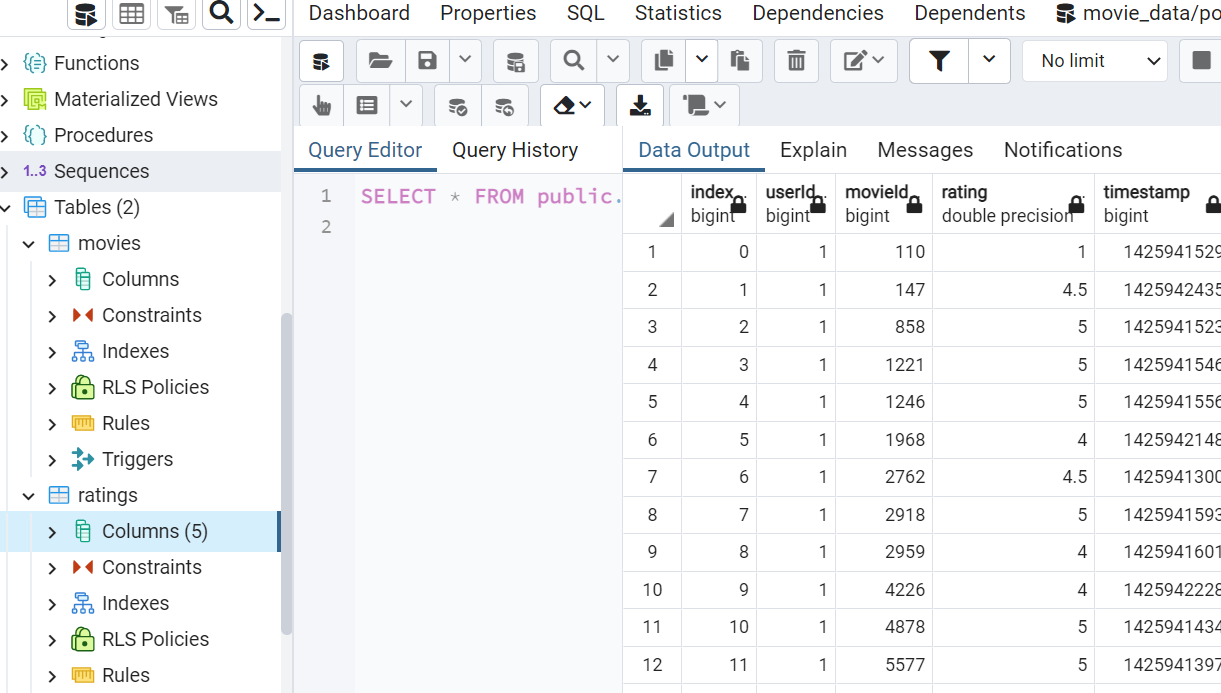 Dashboard Properties SQL Statistics Dependencies Dependents movie_data/po
Functions
Materialized Views
Procedures
1..3 Sequences
Tables (2)
movies
Columns
Constraints
Indexes
RLS Policies
Rules
Triggers
ratings
Columns (5)
Constraints
Indexes
RLS Policies
Rules
No limit
Query Editor Query History
1 SELECT * FROM public.
2
Data Output Explain Messages Notifications
index userId movieId rating timestamp
bigint bigint bigint double precision bigint
1 0 1 110 1 1425941529
2 1 1 147 4.5 1425942435
3 2 1 858 5 1425941523
4 3 1 1221 5 1425941546
5 4 1 1246 5 1425941556
6 5 1 1968 4 1425942148
7 6 1 2762 4.5 1425941300
8 7 1 2918 5 1425941593
9 8 1 2959 4 1425941601
10 9 1 4226 4 1425942228
11 10 1 4878 5 1425941434
12 11 1 5577 5 1425941397